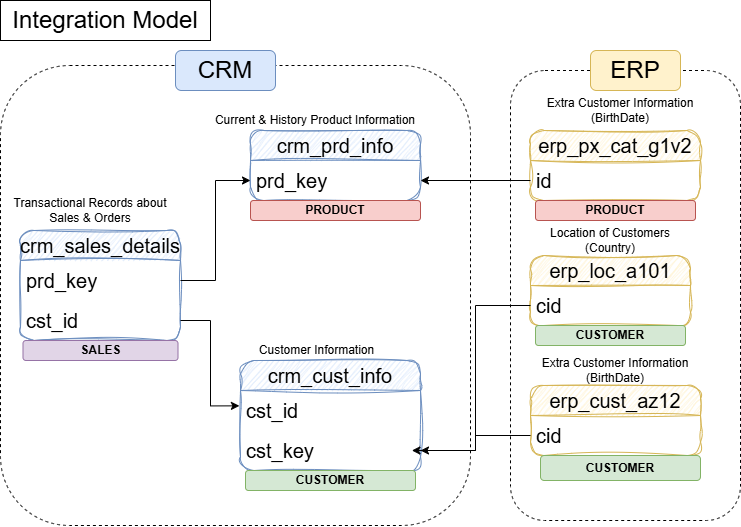 Integration Model
CRM
ERP
Current & History Product Information
crm_prd_info
prd_key
PRODUCT
Transactional Records about
Sales & Orders
crm_sales_details
prd_key
cst_id
SALES
Customer Information
crm_cust_info
cst_id
cst_key
CUSTOMER
Extra Customer Information
(BirthDate)
erp_px_cat_g1v2
id
PRODUCT
Location of Customers
(Country)
erp_loc_a101
cid
CUSTOMER
Extra Customer Information
(BirthDate)
erp_cust_az12
cid
CUSTOMER